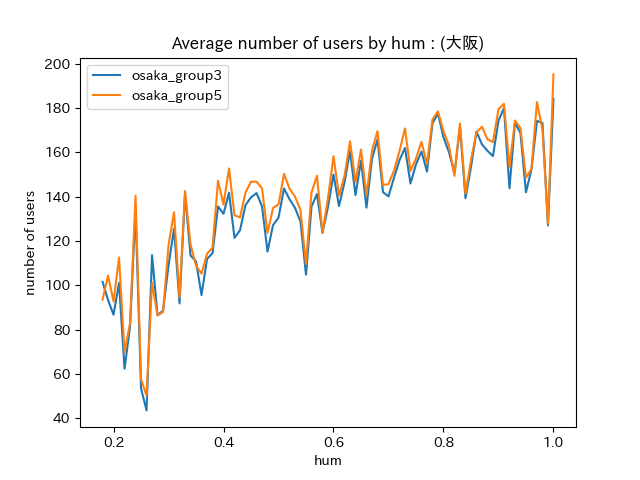 Average number of users by hum : (大阪)
osaka_group3
osaka_group5
number of users
200
180
160
140
120
100
80
60
40
0.2
0.4
0.6
0.8
1.0
hum